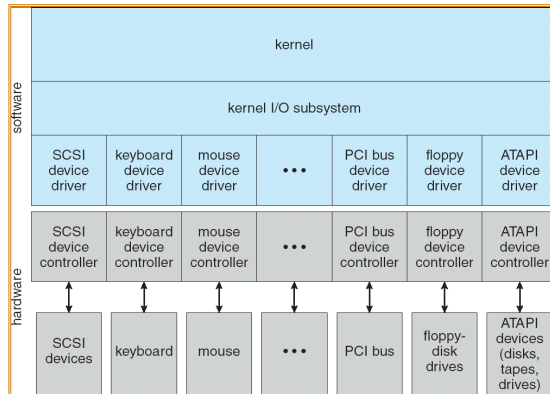 software
kernel
kernel I/O subsystem
SCSI
device
driver
keyboard
device
driver
mouse
device
driver
•••
PCI bus
device
driver
floppy
device
driver
ATAPI
device
driver
hardware
SCSI
device
controller
keyboard
device
controller
mouse
device
controller
•••
PCI bus
device
controller
floppy
device
controller
ATAPI
device
controller
SCSI
devices
keyboard
mouse
•••
PCI bus
floppy-
disk
drives
ATAPI
devices
(disks,
tapes,
drives)